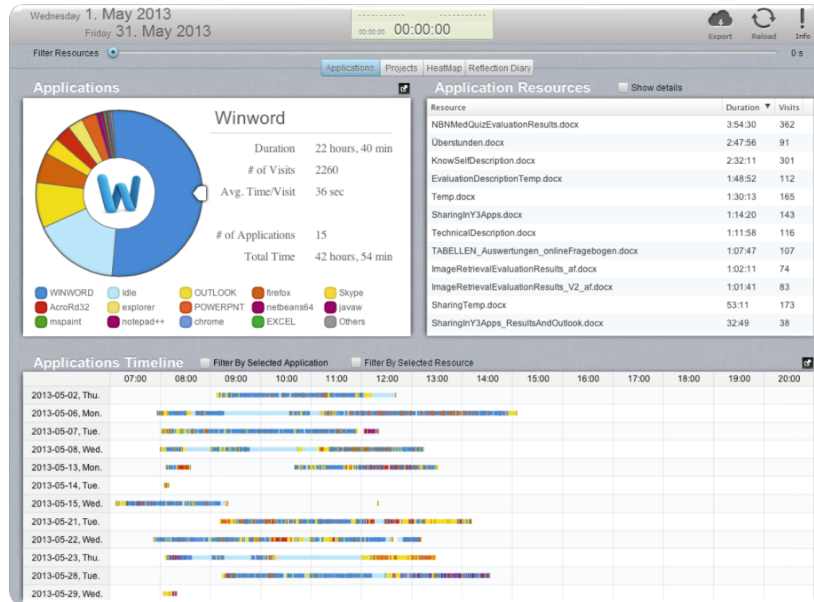 Wednesday 1. May 2013
Friday 31. May 2013
00:00:00 00:00:00
Export Reload Info
Filter Resources 0 s
Applications Projects HeatMap Reflection Diary
Applications
Winword
Duration 22 hours, 40 min
# of Visits 2260
Avg. Time/Visit 36 sec
# of Applications 15
Total Time 42 hours, 54 min
WINWORD Idle OUTLOOK firefox Skype
AcroRd32 explorer POWERPNT netbeans64 javaw
mspaint notepad++ chrome EXCEL Others
Application Resources Show details
Resource Duration ▼ Visits
NBNMedQuizEvaluationResults.docx 3:54:30 362
Überstunden.docx 2:47:56 91
KnowSelfDescription.docx 2:32:11 301
EvaluationDescriptionTemp.docx 1:48:52 112
Temp.docx 1:30:13 165
SharingInY3Apps.docx 1:14:20 143
TechnicalDescription.docx 1:11:58 116
TABELLEN_Auswertungen_onlineFragebogen.docx 1:07:47 107
ImageRetrievalEvaluationResults_af.docx 1:02:11 74
ImageRetrievalEvaluationResults_V2_af.docx 1:01:41 83
SharingTemp.docx 53:11 173
SharingInY3Apps_ResultsAndOutlook.docx 32:49 38
Applications Timeline Filter By Selected Application Filter By Selected Resource
07:00 08:00 09:00 10:00 11:00 12:00 13:00 14:00 15:00 16:00 17:00 18:00 19:00 20:00
2013-05-02, Thu.
2013-05-06, Mon.
2013-05-07, Tue.
2013-05-08, Wed.
2013-05-13, Mon.
2013-05-14, Tue.
2013-05-15, Wed.
2013-05-21, Tue.
2013-05-22, Wed.
2013-05-23, Thu.
2013-05-28, Tue.
2013-05-29, Wed.